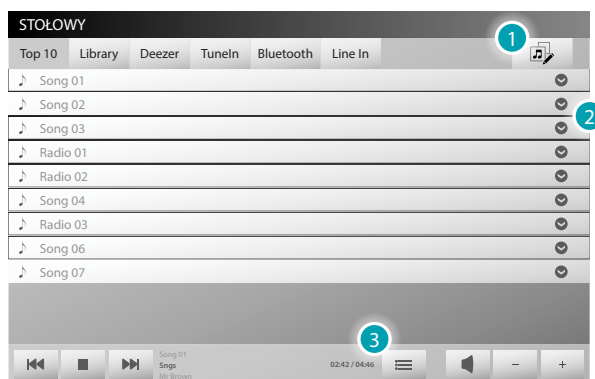 STOŁOWY
1
Top 10 Library Deezer TuneIn Bluetooth Line In
Song 01
Song 02
2
Song 03
Radio 01
Radio 02
Song 04
Radio 03
Song 06
Song 07
3
Song 01
Sngs
Mr Brown
02:42 / 04:46
- +